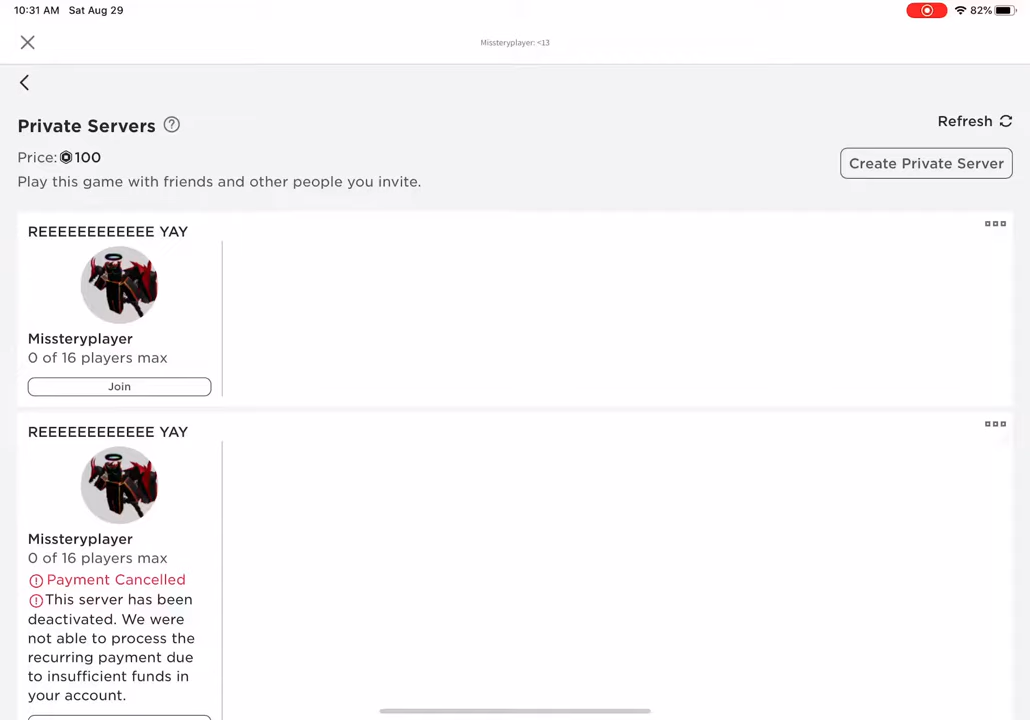 10:31 AM Sat Aug 29
82%
Missteryplayer: <13
Private Servers
Refresh
Price: 100
Create Private Server
Play this game with friends and other people you invite.
REEEEEEEEEEEE YAY
Missteryplayer
0 of 16 players max
Join
REEEEEEEEEEEE YAY
Missteryplayer
0 of 16 players max
Payment Cancelled
This server has been
deactivated. We were
not able to process the
recurring payment due
to insufficient funds in
your account.